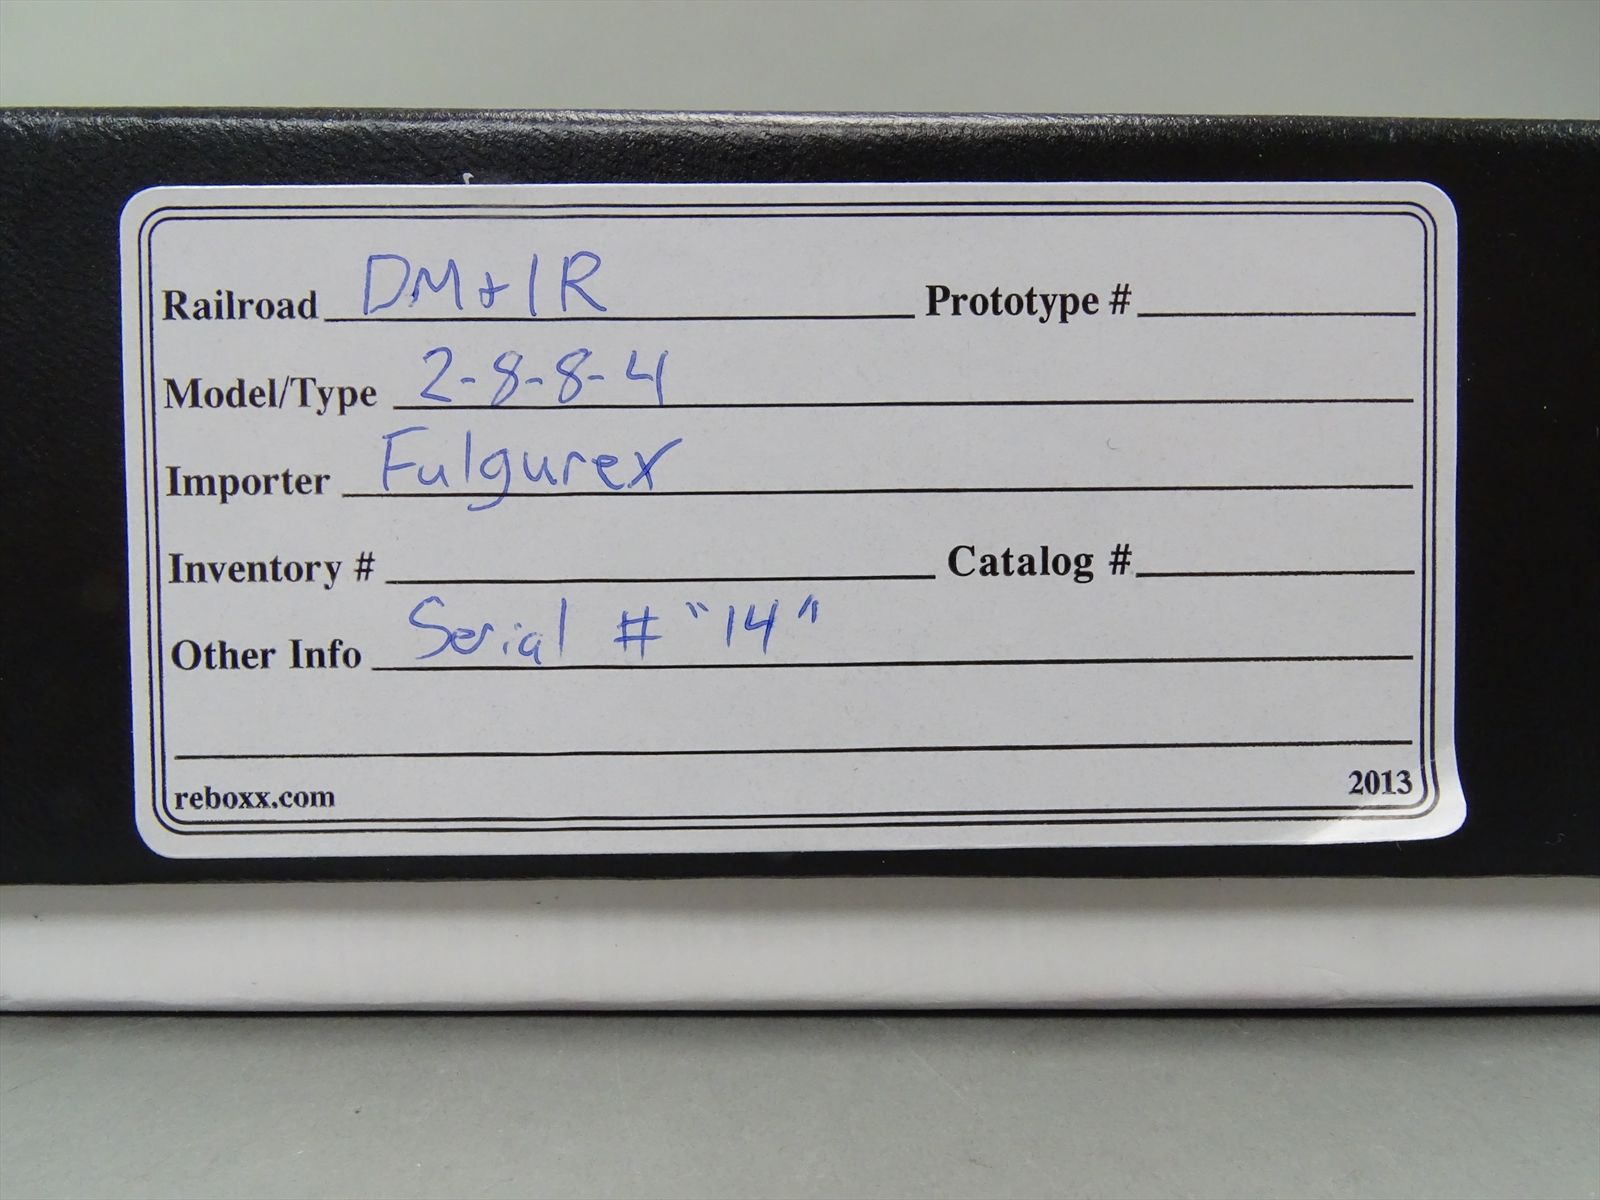 Railroad DM+IR Prototype #
Model/Type 2-8-8-4
Importer Fulgurex
Inventory # Catalog #
Other Info Serial # "14"
reboxx.com 2013